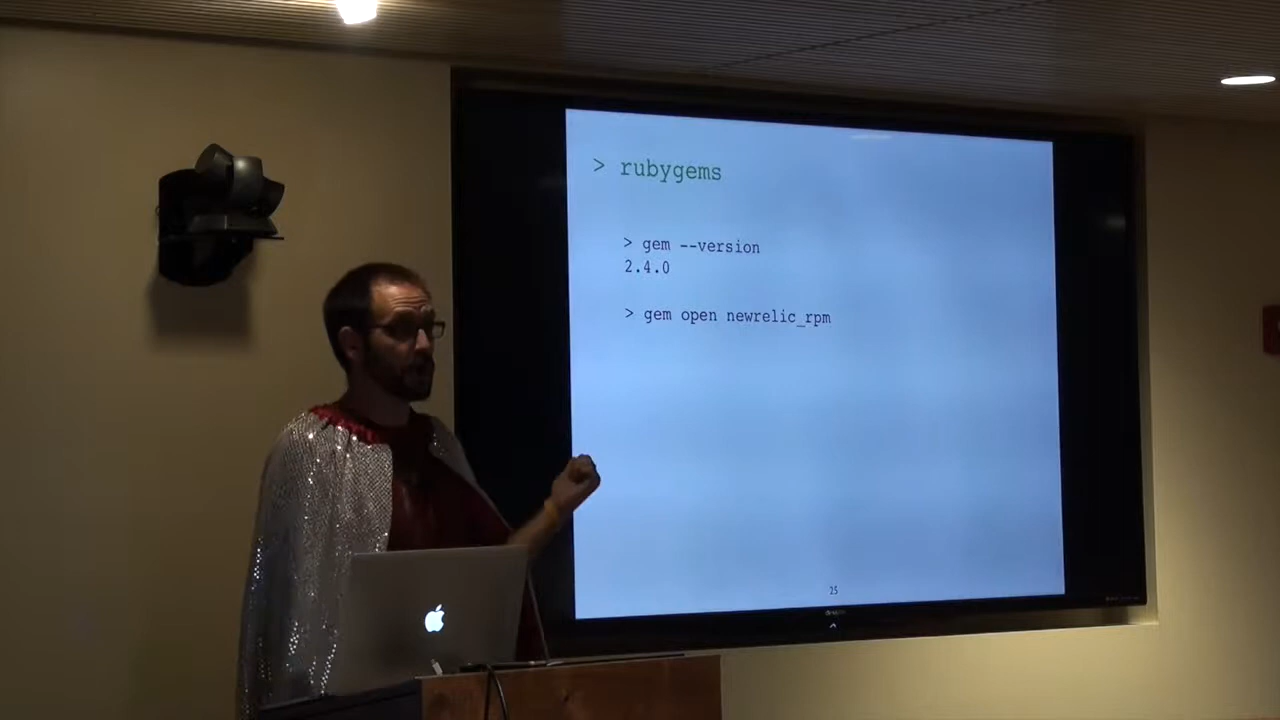 > rubygems
> gem --version
2.4.0
> gem open newrelic_rpm
25